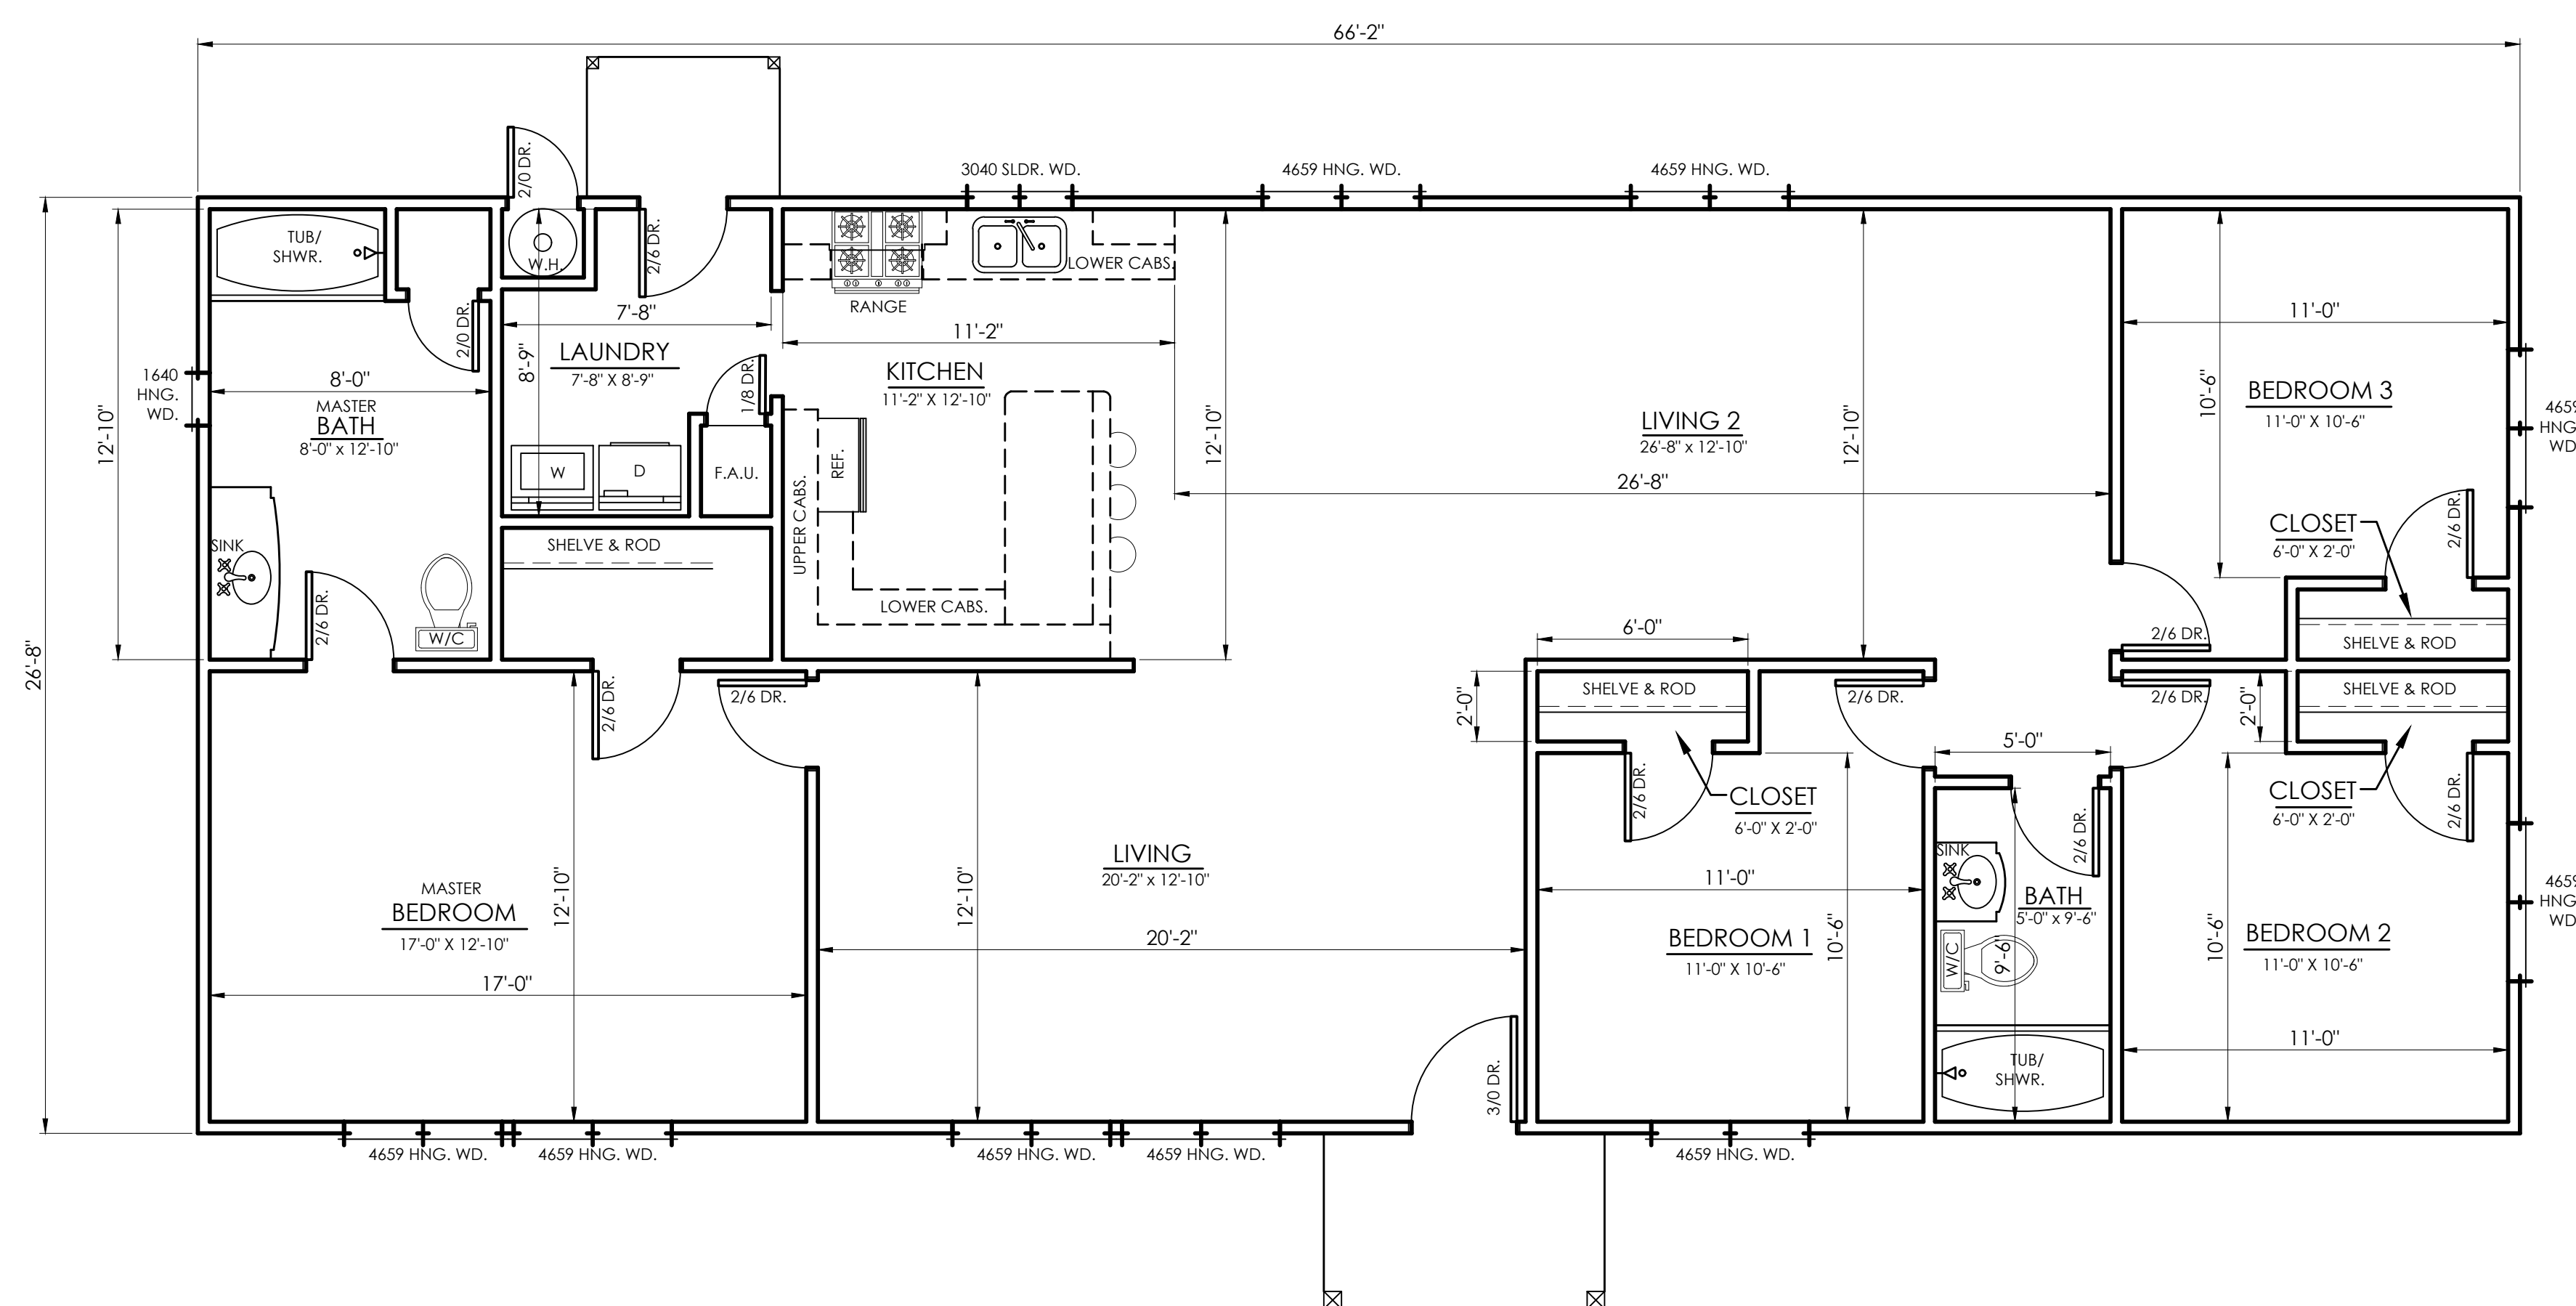 66'-2"
2/0 DR.
3040 SLDR. WD.
4659 HNG. WD.
4659 HNG. WD.
TUB/
SHWR.
W.H.
2/6 DR.
LOWER CABS.
RANGE
2/0 DR.
7'-8"
8'-9"
LAUNDRY
7'-8" X 8'-9"
1/8 DR.
11'-2"
KITCHEN
11'-2" X 12'-10"
12'-10"
1640
HNG.
WD.
12'-10"
8'-0"
MASTER
BATH
8'-0" x 12'-10"
LIVING 2
26'-8" x 12'-10"
26'-8"
12'-10"
11'-0"
10'-6"
BEDROOM 3
11'-0" X 10'-6"
4659
HNG.
WD.
W
D
F.A.U.
REF.
UPPER CABS.
CLOSET
6'-0" X 2'-0"
2/6 DR.
SINK
2/6 DR.
W/C
SHELVE & ROD
LOWER CABS.
6'-0"
2/6 DR.
SHELVE & ROD
26'-8"
2/6 DR.
2/6 DR.
2'-0"
SHELVE & ROD
2/6 DR.
2/6 DR.
2'-0"
SHELVE & ROD
5'-0"
2/6 DR.
CLOSET
6'-0" X 2'-0"
CLOSET
6'-0" X 2'-0"
2/6 DR.
2/6 DR.
MASTER
BEDROOM
17'-0" X 12'-10"
12'-10"
17'-0"
LIVING
20'-2" x 12'-10"
12'-10"
20'-2"
11'-0"
BEDROOM 1
11'-0" X 10'-6"
10'-6"
SINK
BATH
5'-0" x 9'-6"
W/C
9'-6"
10'-6"
BEDROOM 2
11'-0" X 10'-6"
4659
HNG.
WD
11'-0"
3/0 DR.
TUB/
SHWR.
4659 HNG. WD.
4659 HNG. WD.
4659 HNG. WD.
4659 HNG. WD.
4659 HNG. WD.